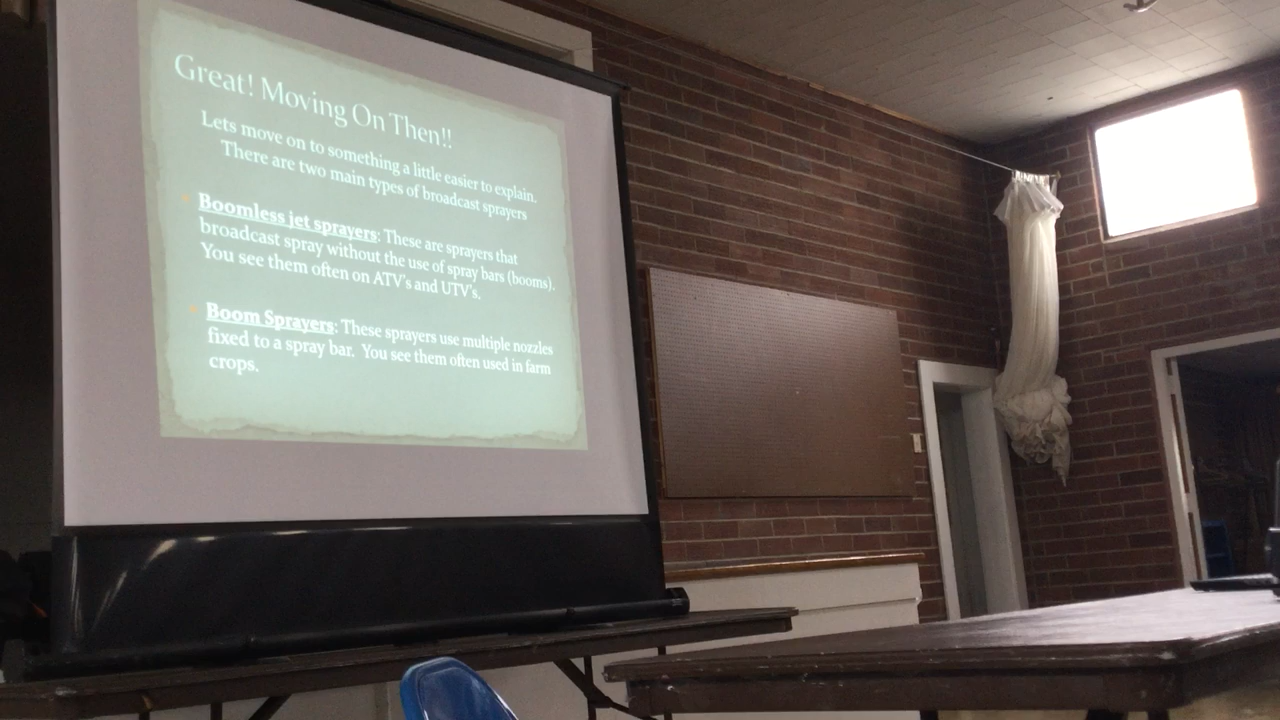 Great! Moving On Then!!
Lets move on to something a little easier to explain.
There are two main types of broadcast sprayers
Boomless jet sprayers: These are sprayers that
broadcast spray without the use of spray bars (booms).
You see them often on ATV's and UTV's.
Boom Sprayers: These sprayers use multiple nozzles
fixed to a spray bar. You see them often used in farm
crops.